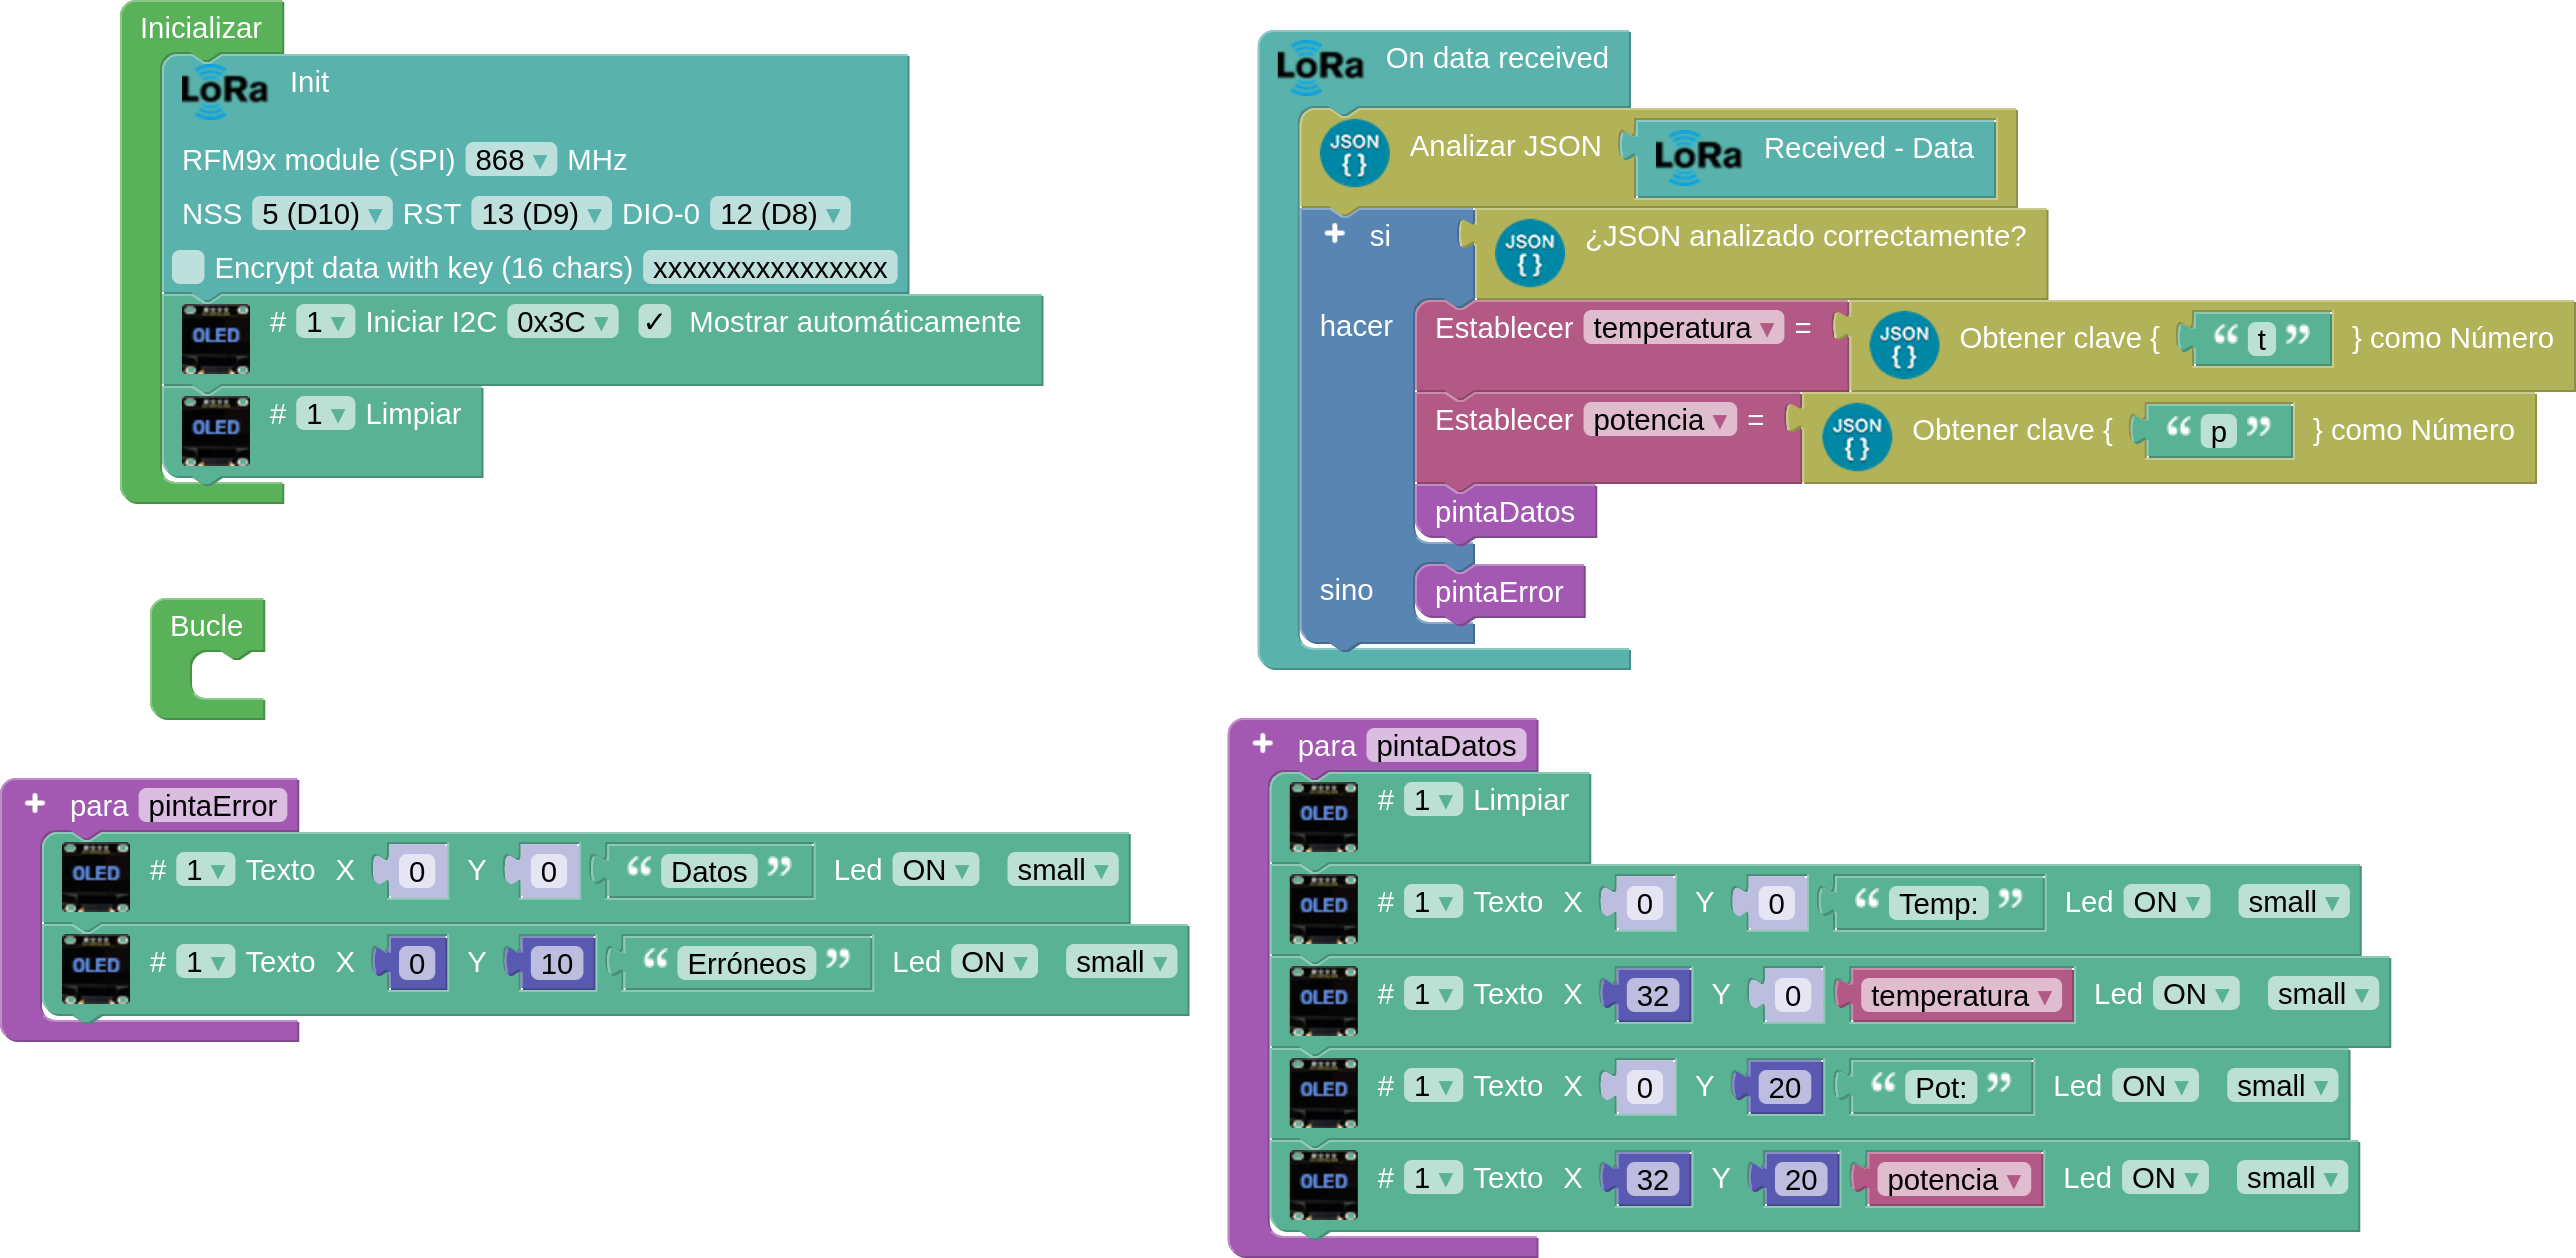 Inicializar
LoRa Init
RFM9x module (SPI) 868 ▾ MHz
NSS 5 (D10) ▾ RST 13 (D9) ▾ DIO-0 12 (D8) ▾
Encrypt data with key (16 chars) xxxxxxxxxxxxxxxx
OLED # 1 ▾ Iniciar I2C 0x3C ▾ ✓ Mostrar automáticamente
OLED # 1 ▾ Limpiar
Bucle
+ para pintaError
OLED # 1 ▾ Texto X 0 Y 0 “ Datos ” Led ON ▾ small ▾
OLED # 1 ▾ Texto X 0 Y 10 “ Erróneos ” Led ON ▾ small ▾
LoRa On data received
JSON { } Analizar JSON LoRa Received - Data
+ si JSON { } ¿JSON analizado correctamente?
hacer Establecer temperatura ▾ = JSON { } Obtener clave { “ t ” } como Número
Establecer potencia ▾ = JSON { } Obtener clave { “ p ” } como Número
pintaDatos
sino pintaError
+ para pintaDatos
OLED # 1 ▾ Limpiar
OLED # 1 ▾ Texto X 0 Y 0 “ Temp: ” Led ON ▾ small ▾
OLED # 1 ▾ Texto X 32 Y 0 temperatura ▾ Led ON ▾ small ▾
OLED # 1 ▾ Texto X 0 Y 20 “ Pot: ” Led ON ▾ small ▾
OLED # 1 ▾ Texto X 32 Y 20 potencia ▾ Led ON ▾ small ▾